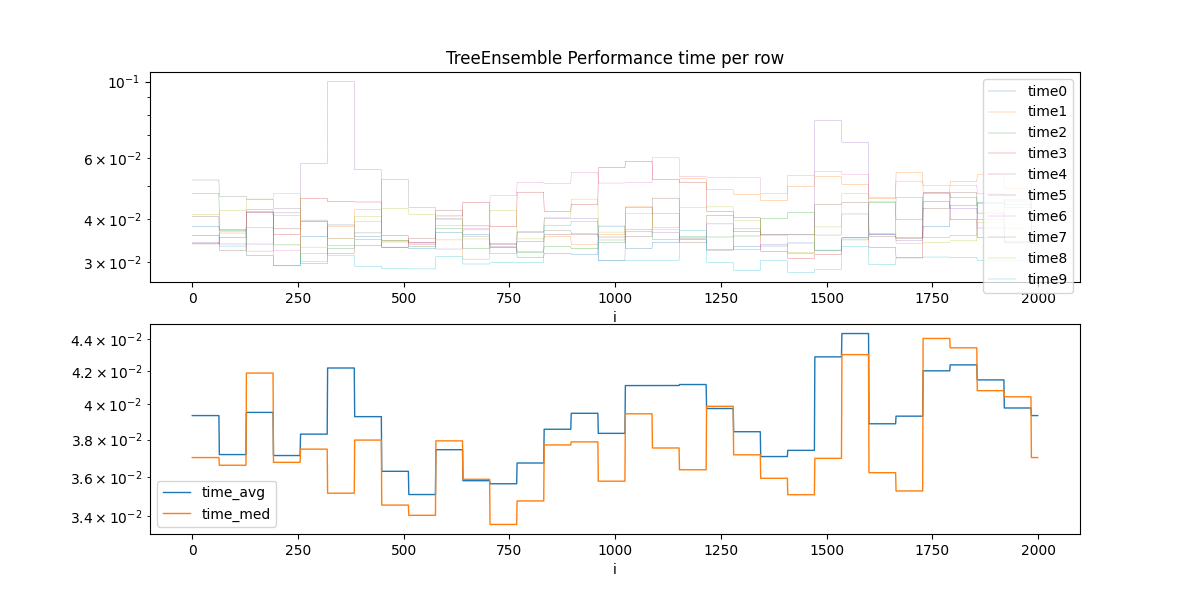 TreeEnsemble Performance time per row
10⁻¹
6 × 10⁻²
4 × 10⁻²
3 × 10⁻²
time0
time1
time2
time3
time4
time5
time6
time7
time8
time9
0 250 500 750 1000 1250 1500 1750 2000
i
4.4 × 10⁻²
4.2 × 10⁻²
4 × 10⁻²
3.8 × 10⁻²
3.6 × 10⁻²
3.4 × 10⁻²
time_avg
time_med
0 250 500 750 1000 1250 1500 1750 2000
i